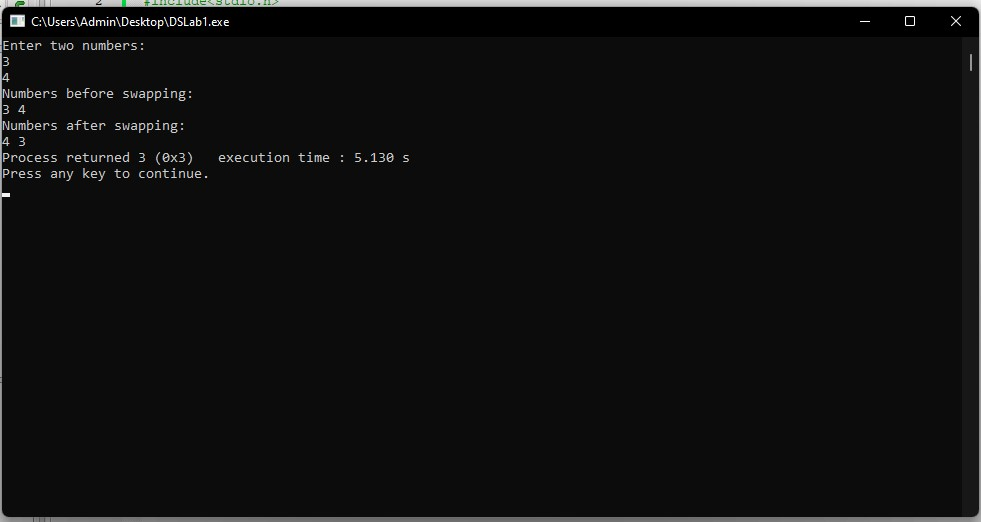 2 #include<stdio.h>
C:\Users\Admin\Desktop\DSLab1.exe
Enter two numbers:
3
4
Numbers before swapping:
3 4
Numbers after swapping:
4 3
Process returned 3 (0x3)   execution time : 5.130 s
Press any key to continue.